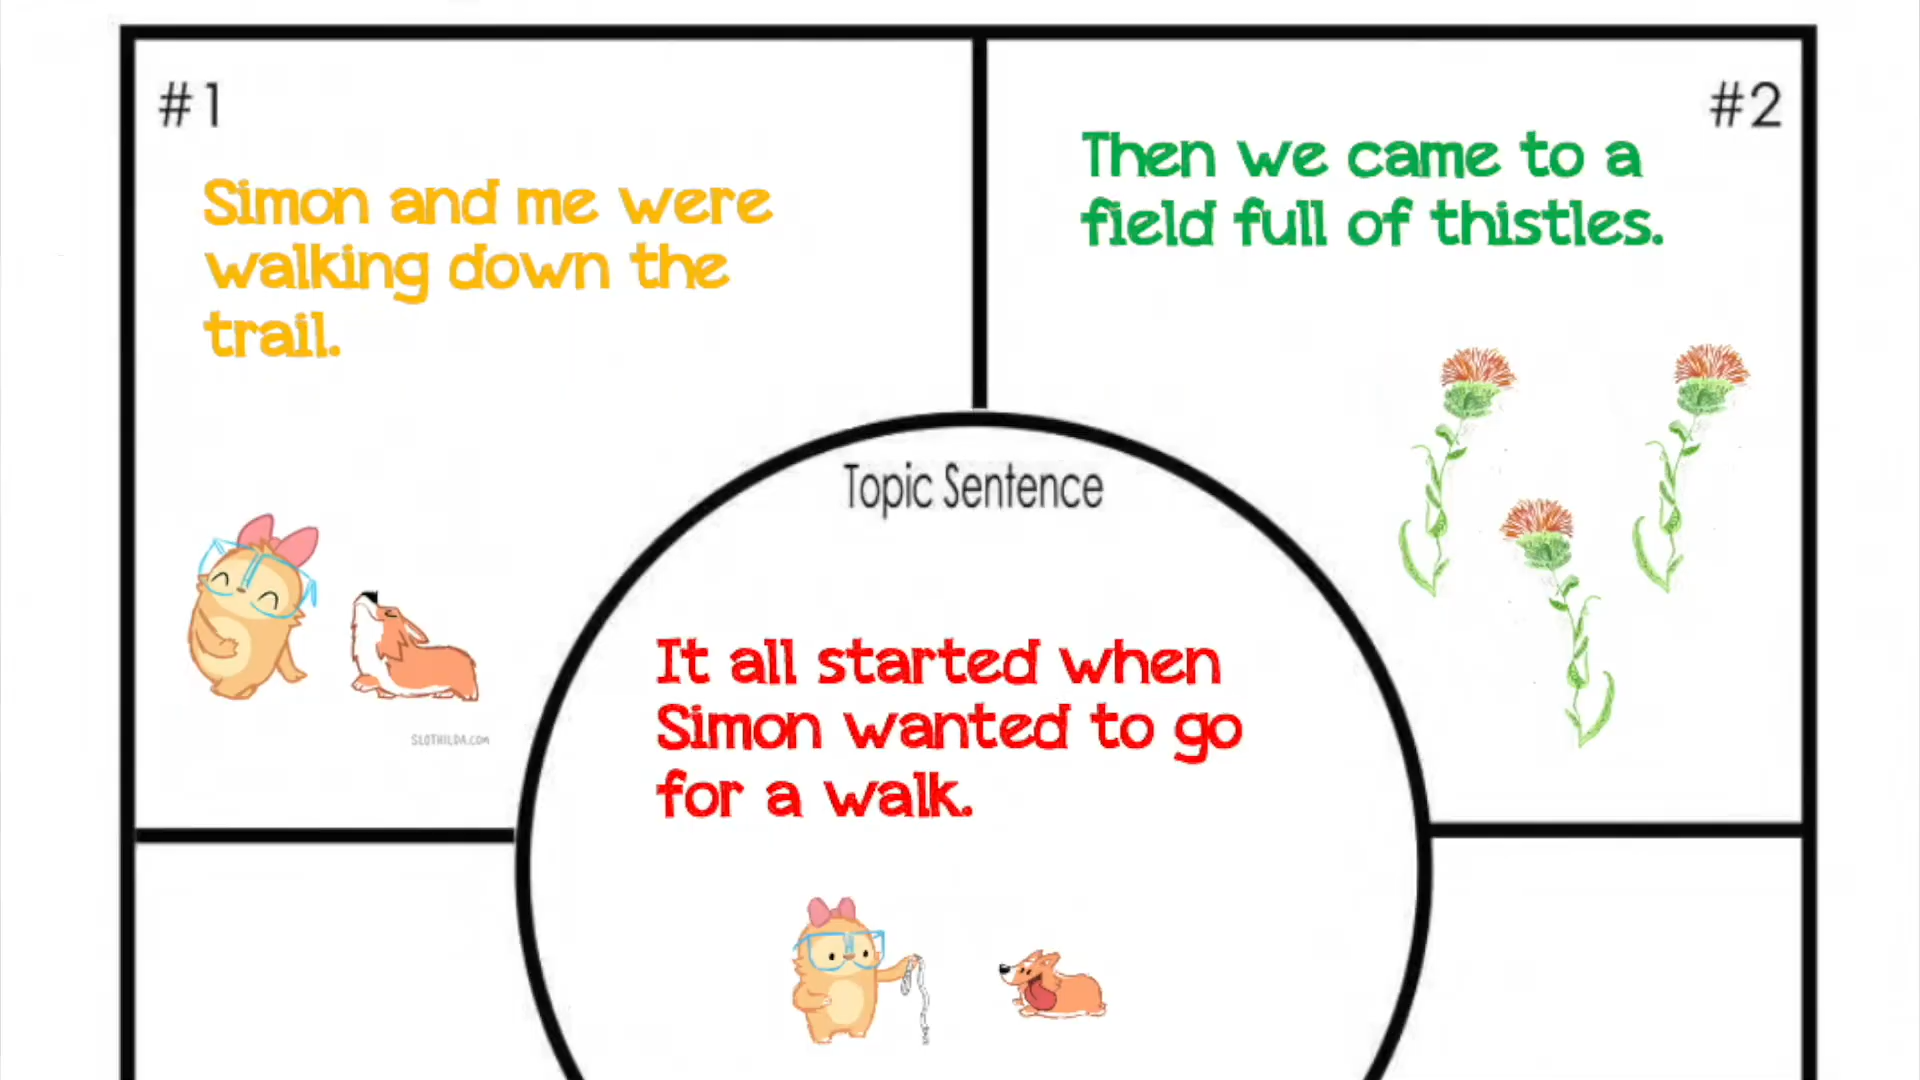 #1
Simon and me were
walking down the
trail.
SLOTHILDA.COM
#2
Then we came to a
field full of thistles.
Topic Sentence
It all started when
Simon wanted to go
for a walk.